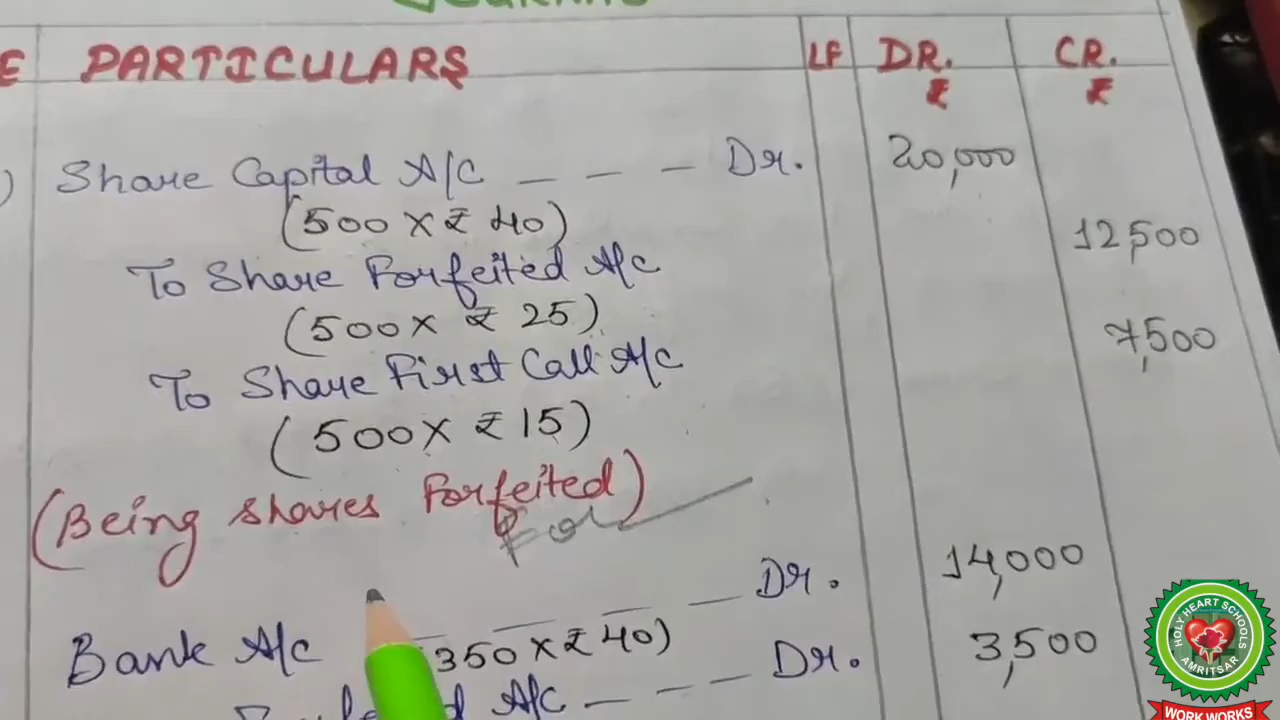 E PARTICULARS LF DR. CR.
₹ ₹
) Share Capital A/C _ _ _ Dr. 20,000
(500 X ₹ 40)
12,500
To Share Forfeited A/c
(500 X ₹ 25)
7,500
To Share First Call A/c
(500 X ₹ 15)
(Being shares Forfeited)
For
Bank A/c 350 X ₹ 40) _ _ _ Dr. 14,000
A/c _ _ _ Dr. 3,500
HOLY HEART SCHOOLS
AMRITSAR
WORK WORKS